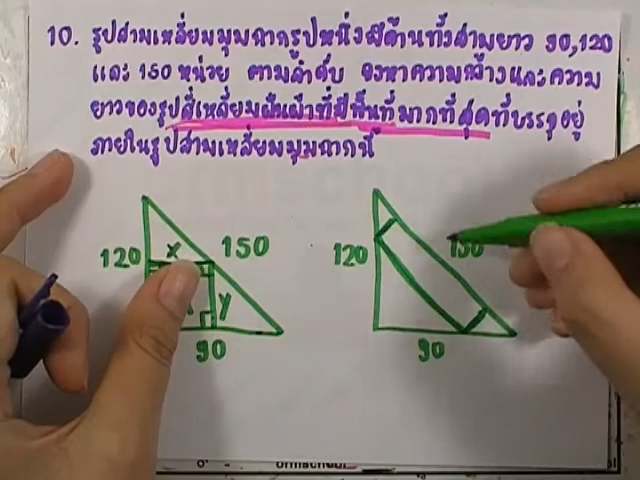 10. รูปสามเหลี่ยมมุมฉากรูปหนึ่งมีด้านทั้งสามยาว 90,120
และ 150 หน่วย ตามลำดับ จงหาความกว้างและความ
ยาวของรูปสี่เหลี่ยมผืนผ้าที่มีพื้นที่มากที่สุดที่บรรจุอยู่
ภายในรูปสามเหลี่ยมมุมฉากนี้
120 x 150 y 90
120 150 90